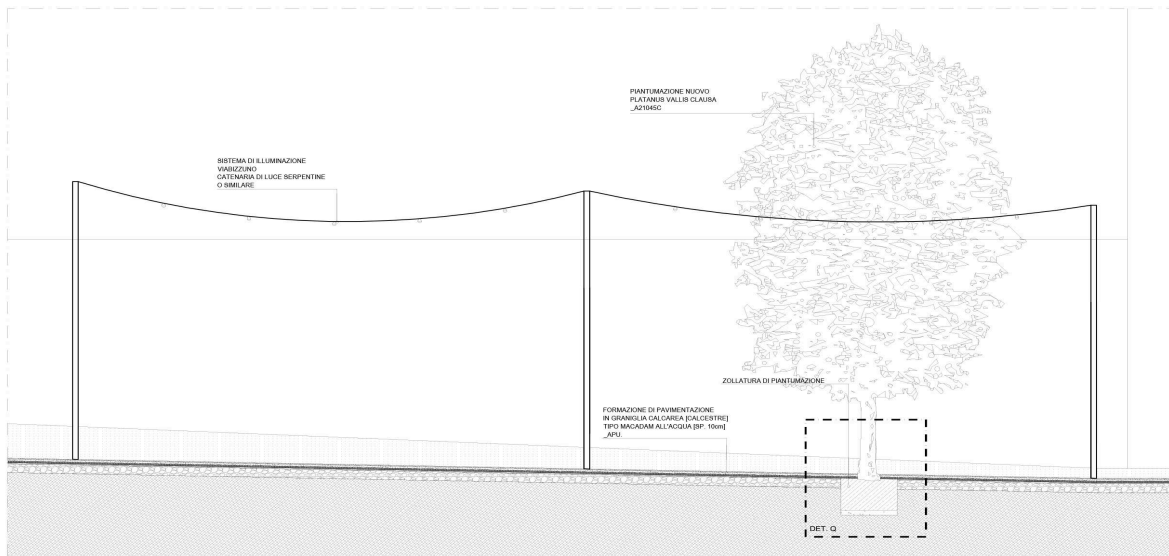 PIANTUMAZIONE NUOVO
PLATANUS VALLIS CLAUSA
_A21045C
SISTEMA DI ILLUMINAZIONE
VIABIZZUNO
CATENARIA DI LUCE SERPENTINE
O SIMILARE
ZOLLATURA DI PIANTUMAZIONE
FORMAZIONE DI PAVIMENTAZIONE
IN GRANIGLIA CALCAREA [CALCESTRE]
TIPO MACADAM ALL'ACQUA [SP. 10cm]
_APU.
DET. Q